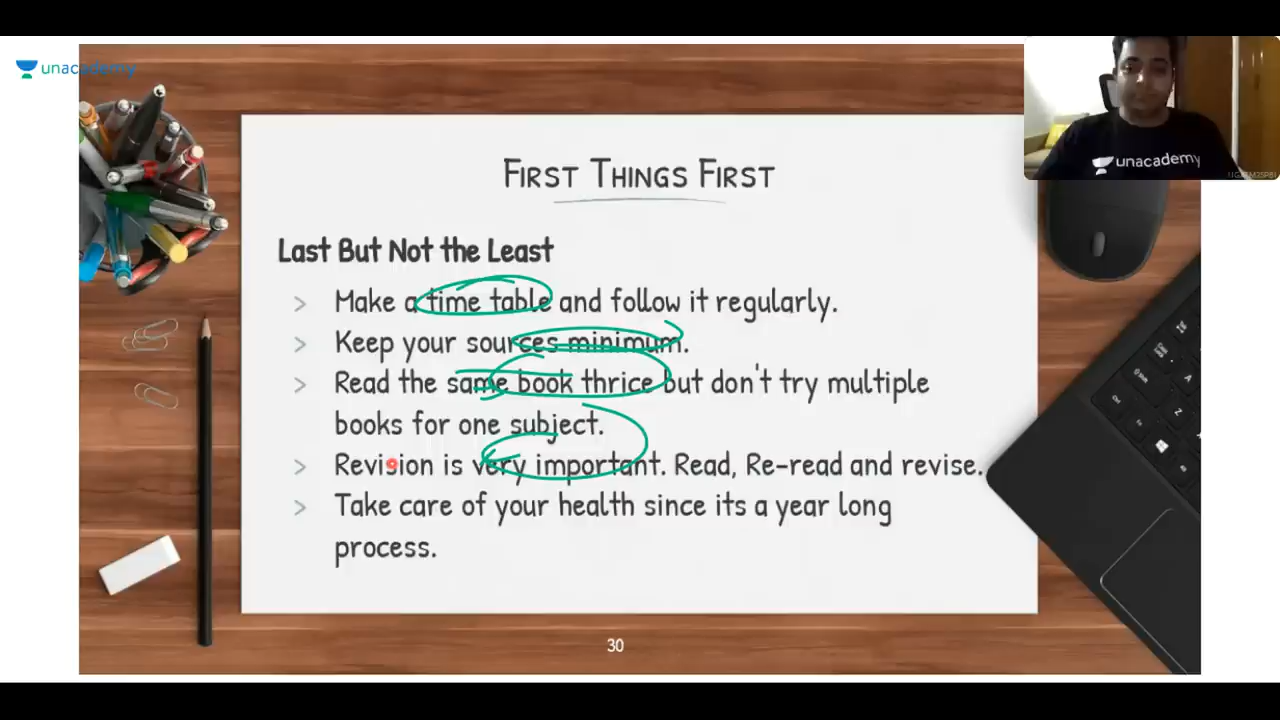 unacademy
unacademy
First Things First
Last But Not the Least
> Make a time table and follow it regularly.
> Keep your sources minimum.
> Read the same book thrice but don't try multiple
books for one subject.
> Revision is very important. Read, Re-read and revise.
> Take care of your health since its a year long
process.
30